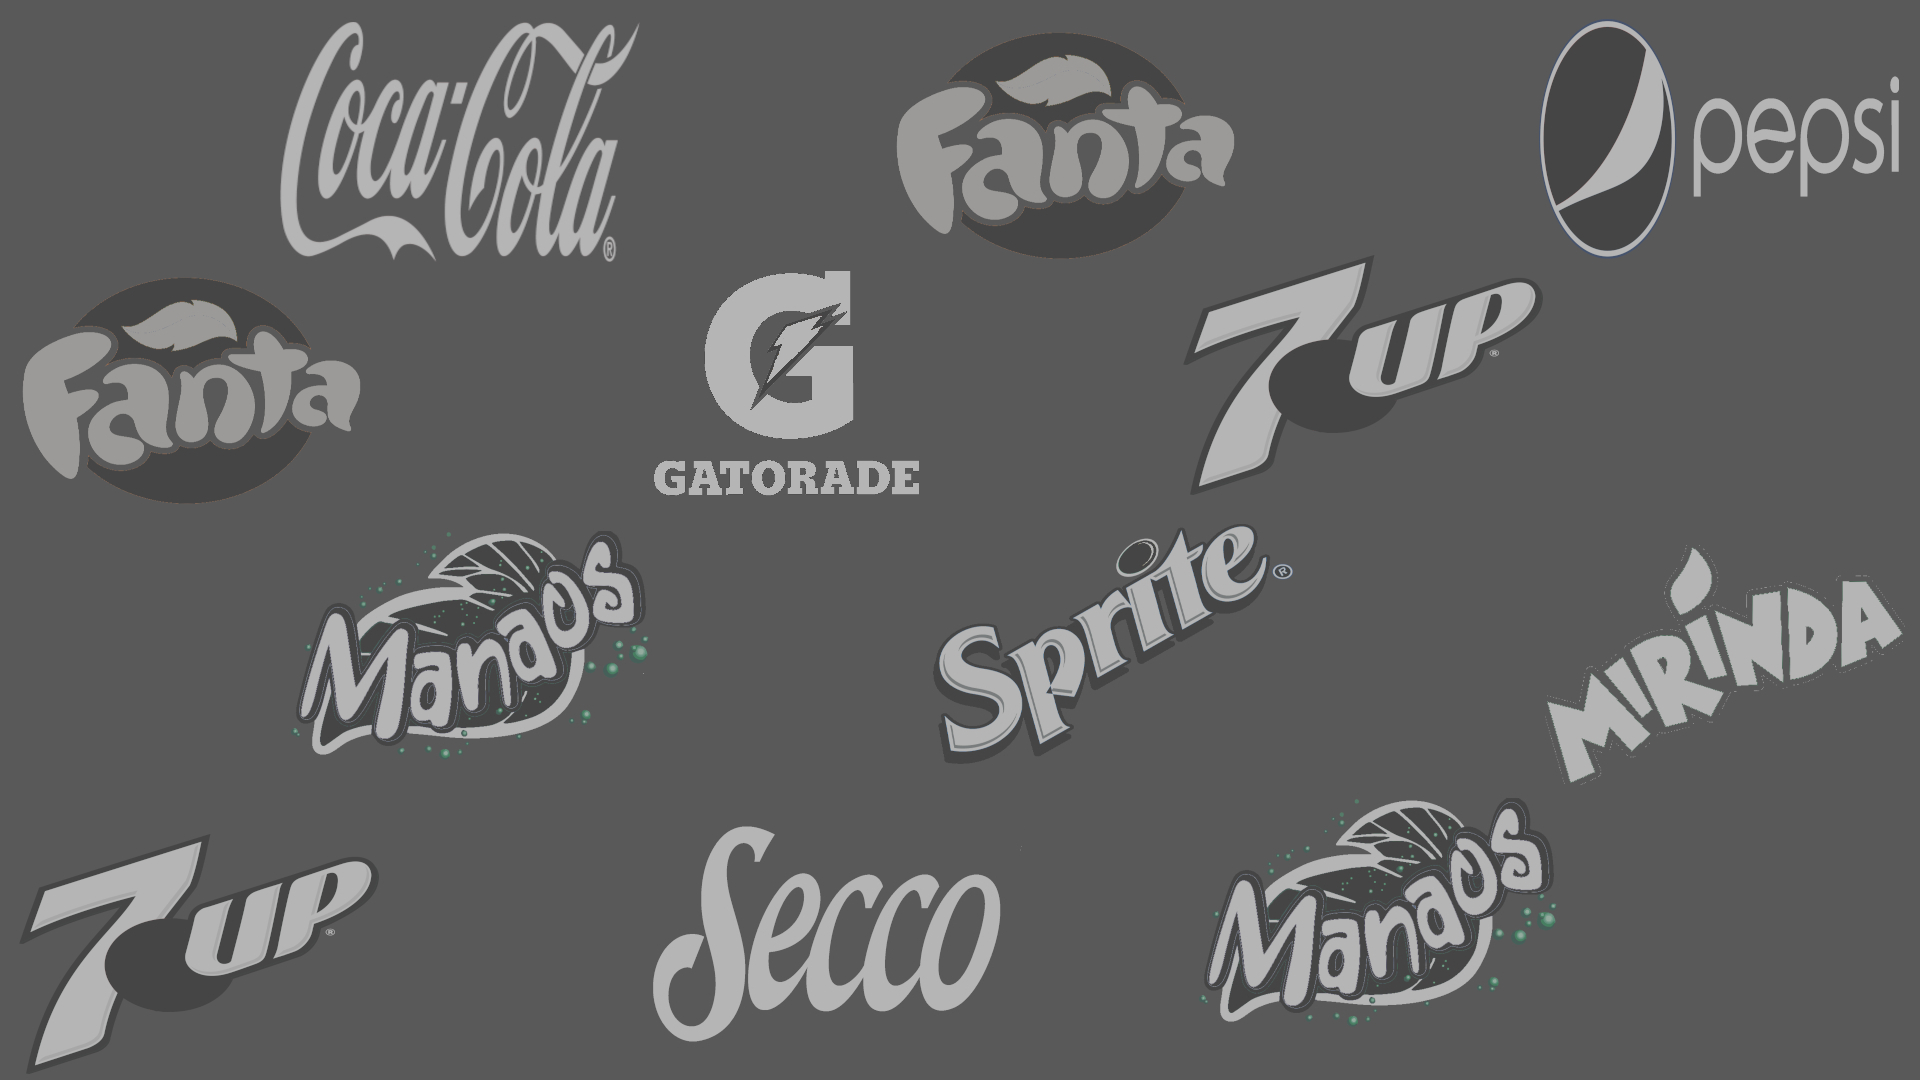 Coca-Cola®
Fanta
pepsi
Fanta
G
GATORADE
7UP®
Manaos
Sprite®
MIRINDA
7UP®
Secco
Manaos